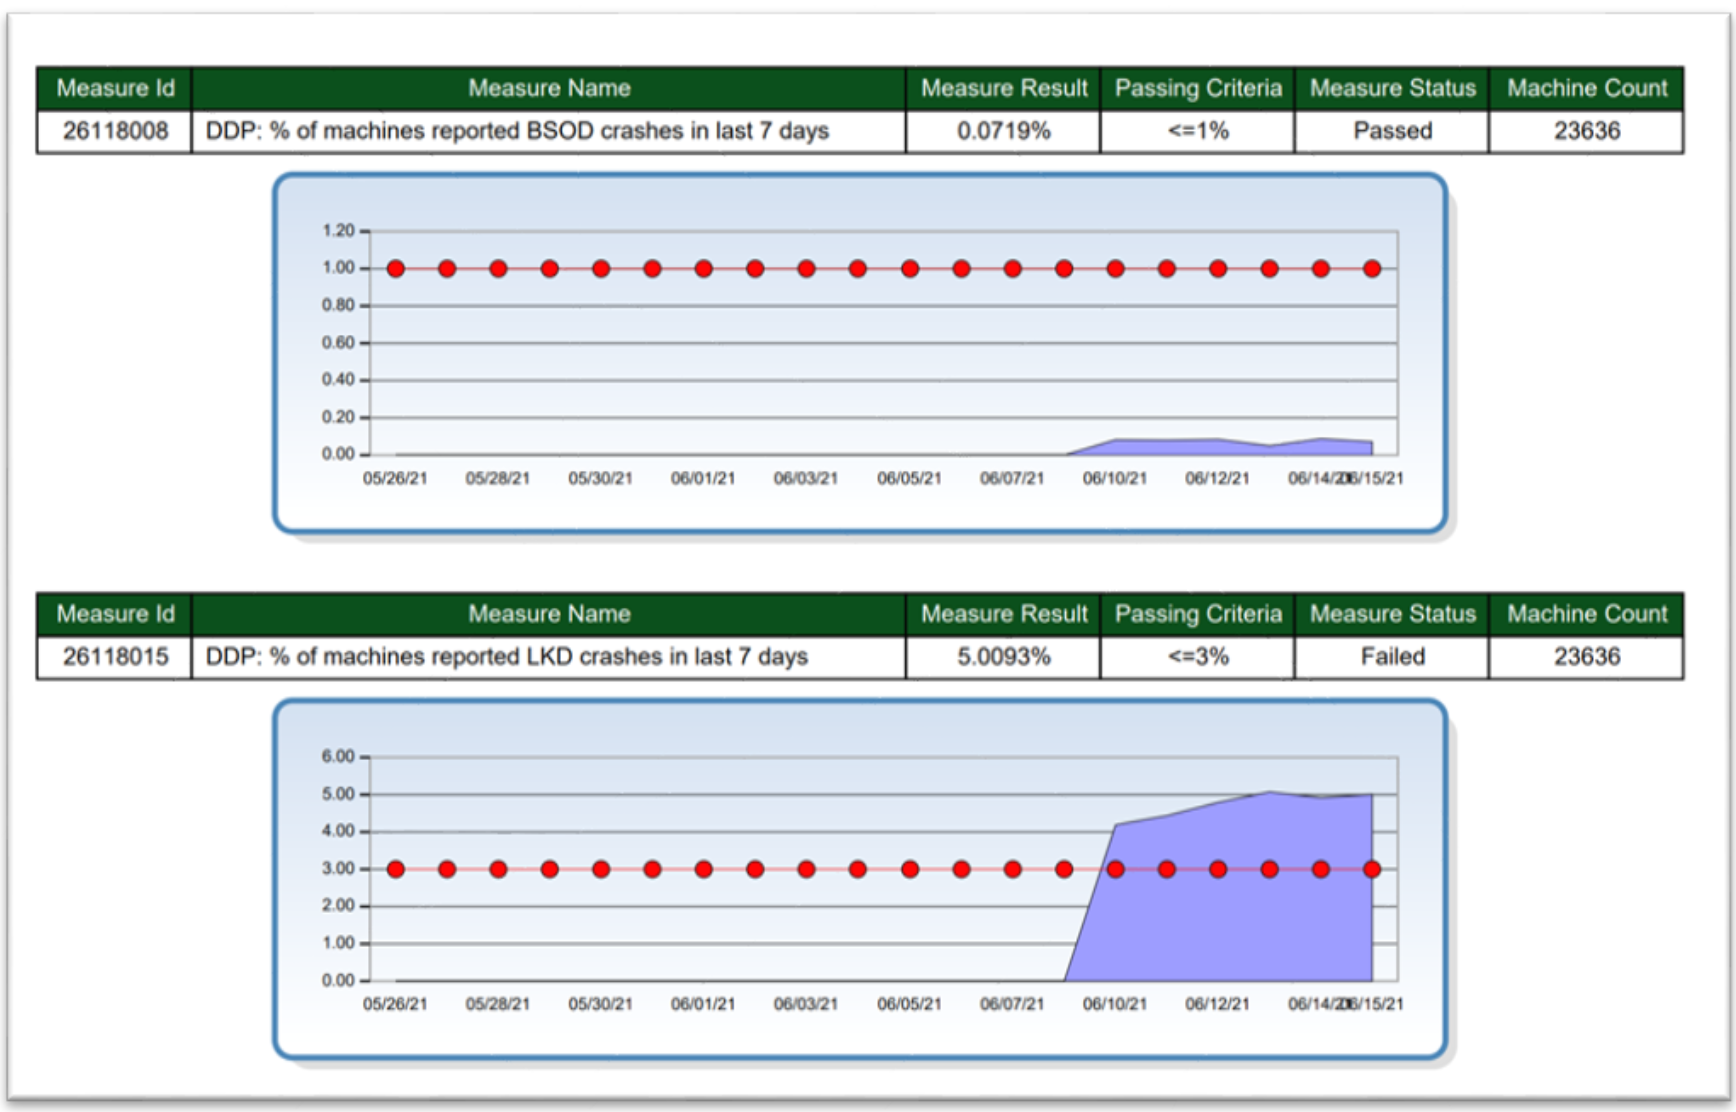 Measure Id Measure Name Measure Result Passing Criteria Measure Status Machine Count
26118008 DDP: % of machines reported BSOD crashes in last 7 days 0.0719% <=1% Passed 23636
1.20
1.00
0.80
0.60
0.40
0.20
0.00
05/26/21 05/28/21 05/30/21 06/01/21 06/03/21 06/05/21 06/07/21 06/10/21 06/12/21 06/14/21 06/15/21
Measure Id Measure Name Measure Result Passing Criteria Measure Status Machine Count
26118015 DDP: % of machines reported LKD crashes in last 7 days 5.0093% <=3% Failed 23636
6.00
5.00
4.00
3.00
2.00
1.00
0.00
05/26/21 05/28/21 05/30/21 06/01/21 06/03/21 06/05/21 06/07/21 06/10/21 06/12/21 06/14/21 06/15/21